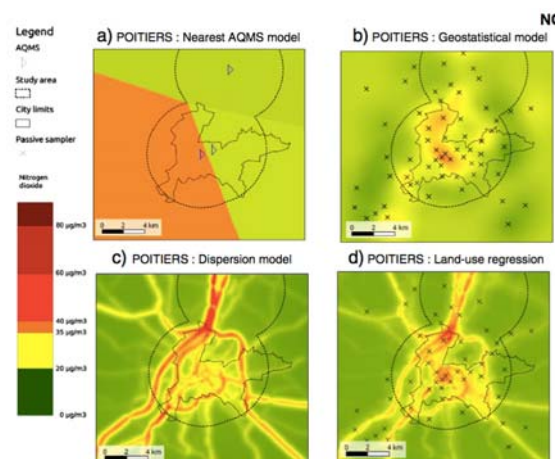 NO
Legend
AQMS
Study area
City limits
Passive sampler
Nitrogen
dioxide
80 µg/m3
60 µg/m3
40 µg/m3
35 µg/m3
20 µg/m3
0 µg/m3
a) POITIERS : Nearest AQMS model
0 2 4 km
b) POITIERS : Geostatistical model
0 2 4 km
c) POITIERS : Dispersion model
0 2 4 km
d) POITIERS : Land-use regression
0 2 4 km